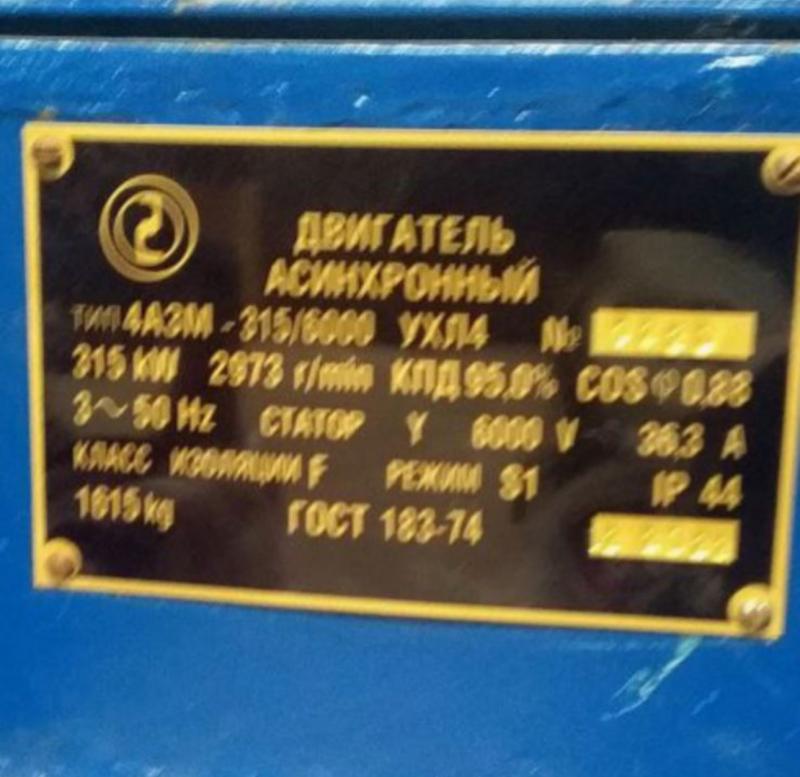 ДВИГАТЕЛЬ
АСИНХРОННЫЙ
ТИП 4АЗМ - 315/6000 УХЛ4 №
315 kW 2973 r/min КПД 95,0% COS φ 0,88
3~50 Hz СТАТОР Y 6000 V 36,3 A
КЛАСС ИЗОЛЯЦИИ F РЕЖИМ S1 IP 44
1615 kg ГОСТ 183-74